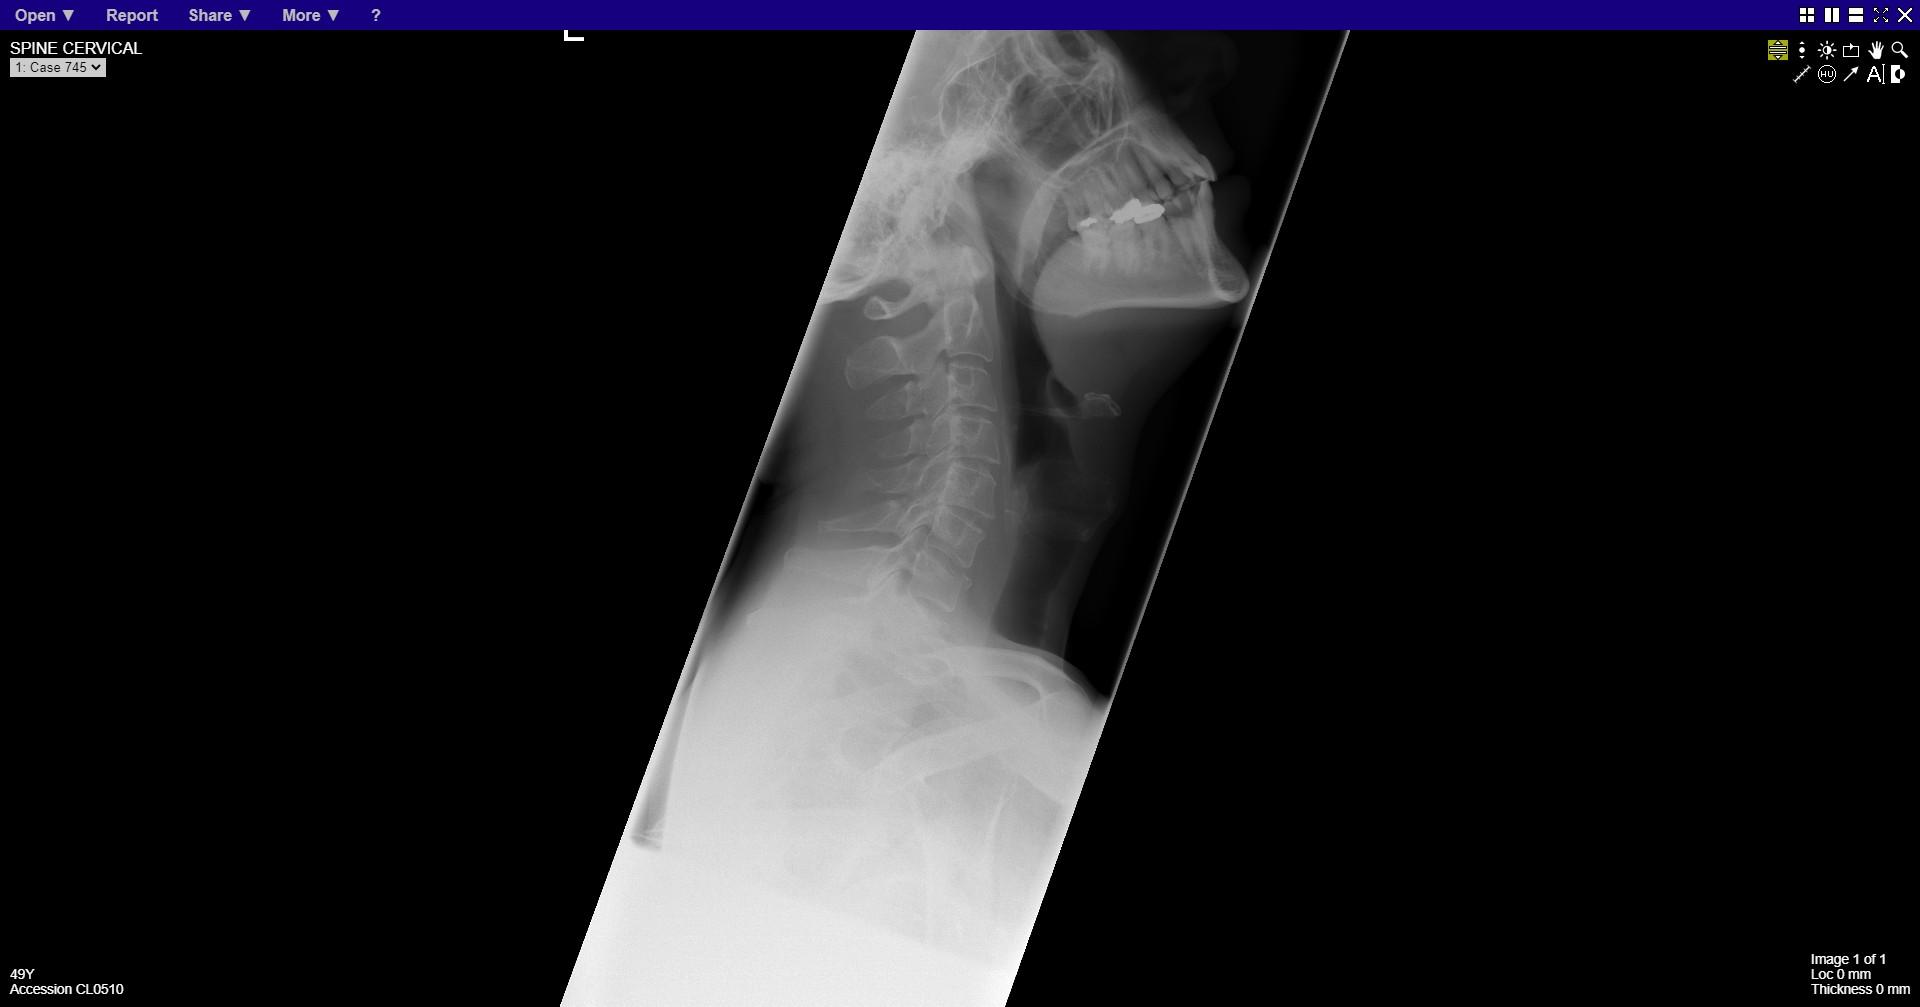 Open ▼ Report Share ▼ More ▼ ?
SPINE CERVICAL
1: Case 745
HU
A
L
49Y
Accession CL0510
Image 1 of 1
Loc 0 mm
Thickness 0 mm